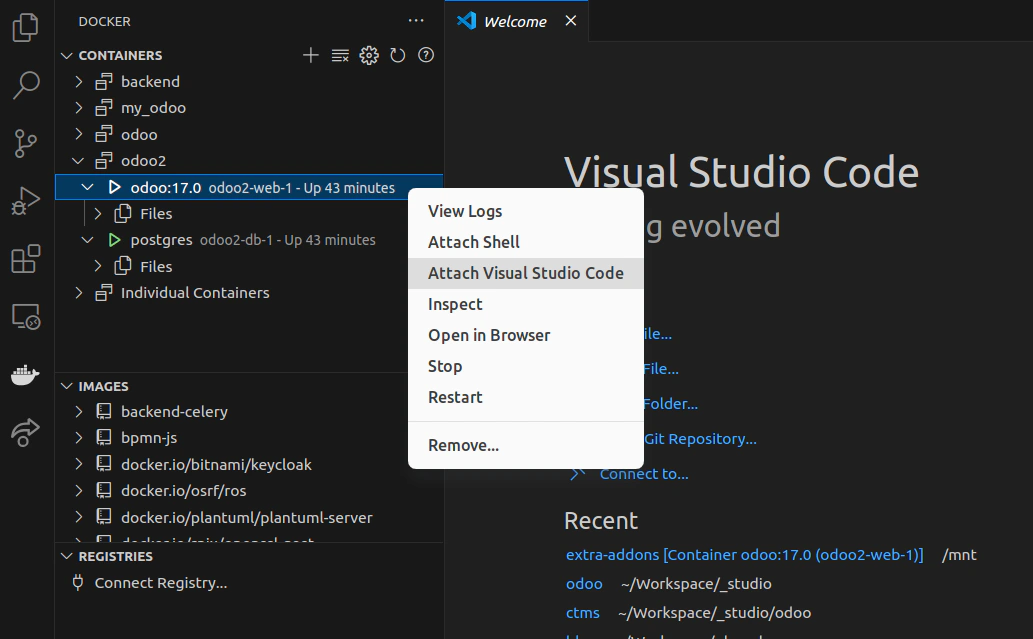 DOCKER
CONTAINERS
backend
my_odoo
odoo
odoo2
odoo:17.0 odoo2-web-1 - Up 43 minutes
Files
postgres odoo2-db-1 - Up 43 minutes
Files
Individual Containers
IMAGES
backend-celery
bpmn-js
docker.io/bitnami/keycloak
docker.io/osrf/ros
docker.io/plantuml/plantuml-server
REGISTRIES
Connect Registry...
View Logs
Attach Shell
Attach Visual Studio Code
Inspect
Open in Browser
Stop
Restart
Remove...
Welcome
Visual Studio Code
g evolved
ile...
File...
Folder...
Git Repository...
Connect to...
Recent
extra-addons [Container odoo:17.0 (odoo2-web-1)] /mnt
odoo ~/Workspace/_studio
ctms ~/Workspace/_studio/odoo